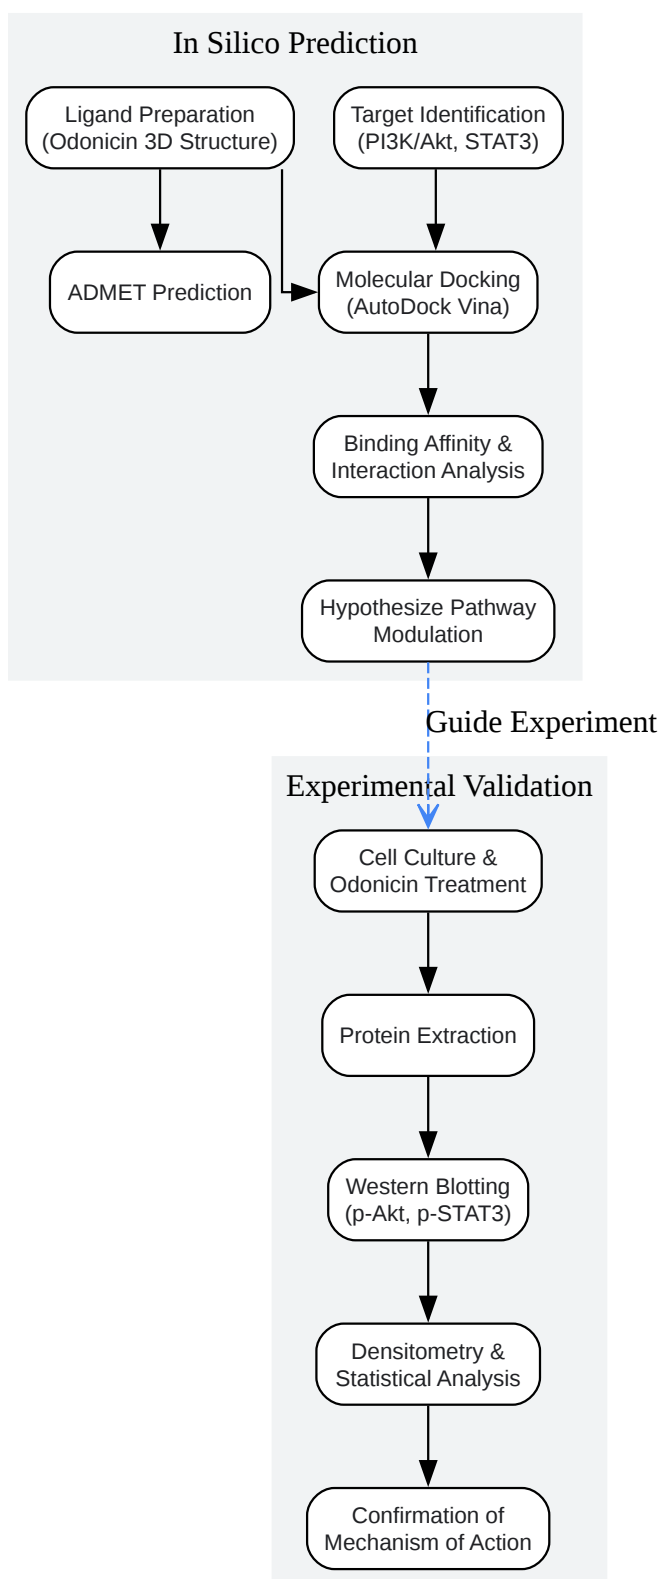 In Silico Prediction
Ligand Preparation
(Odonicin 3D Structure)
Target Identification
(PI3K/Akt, STAT3)
ADMET Prediction
Molecular Docking
(AutoDock Vina)
Binding Affinity &
Interaction Analysis
Hypothesize Pathway
Modulation
Guide Experiment
Experimental Validation
Cell Culture &
Odonicin Treatment
Protein Extraction
Western Blotting
(p-Akt, p-STAT3)
Densitometry &
Statistical Analysis
Confirmation of
Mechanism of Action